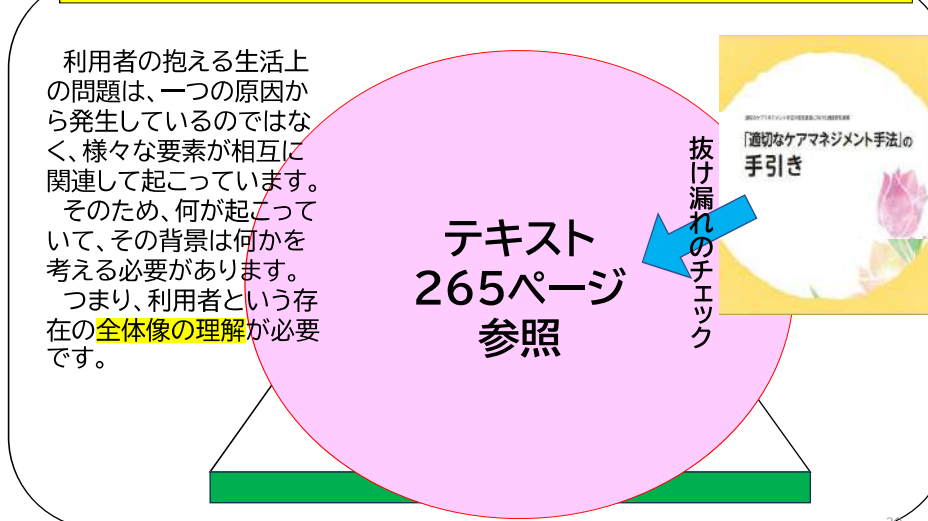 利用者の抱える生活上
の問題は、一つの原因か
ら発生しているのではな
く、様々な要素が相互に
関連して起こっています。
そのため、何が起こって
いて、その背景は何かを
考える必要があります。
つまり、利用者という存
在の全体像の理解が必要
です。
テキスト
265ページ
参照
抜け漏れのチェック
「適切なケアマネジメント手法」の
手引き